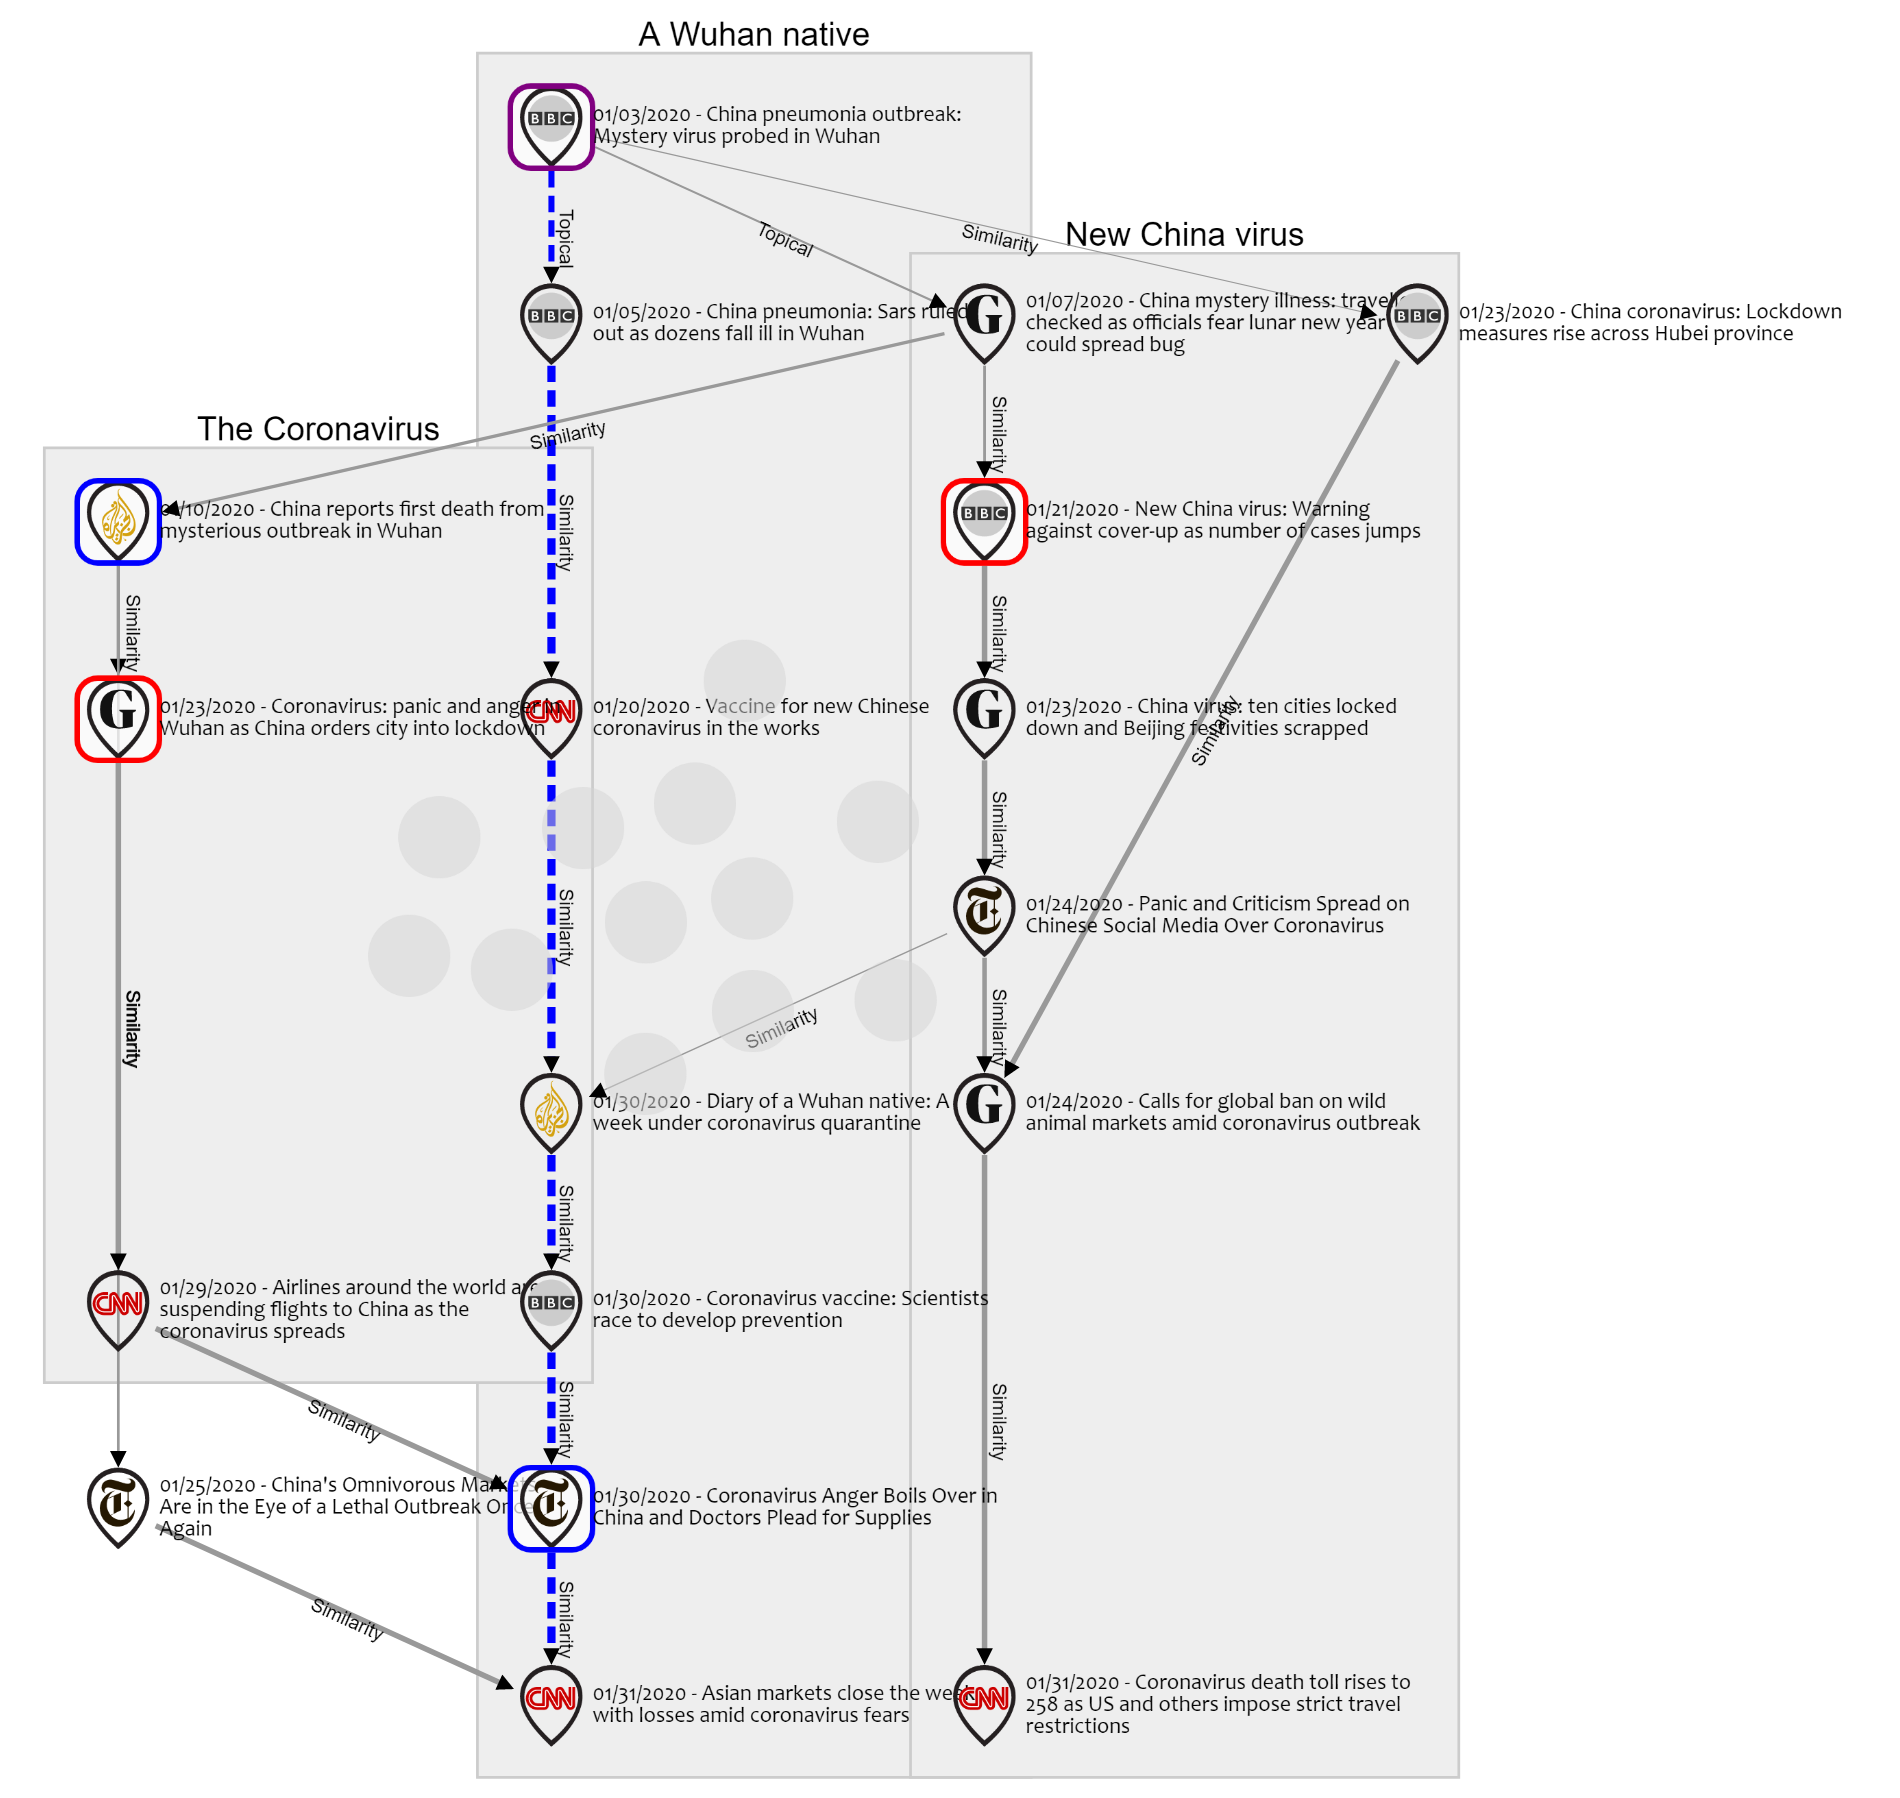 A Wuhan native
BBC
01/03/2020 - China pneumonia outbreak:
Mystery virus probed in Wuhan
Topical
Topical
Similarity
New China virus
BBC
01/05/2020 - China pneumonia: Sars ruled
out as dozens fall ill in Wuhan
G
01/07/2020 - China mystery illness:
checked as officials fear lunar new year
could spread bug
BBC
01/23/2020 - China coronavirus: Lockdown
measures rise across Hubei province
The Coronavirus
Similarity
Similarity
01/10/2020 - China reports first death from
mysterious outbreak in Wuhan
Similarity
BBC
01/21/2020 - New China virus: Warning
against cover-up as number of cases jumps
Similarity
Similarity
G
01/23/2020 - Coronavirus: panic and anger in
Wuhan as China orders city into lockdown
CNN
01/20/2020 - Vaccine for new Chinese
coronavirus in the works
G
01/23/2020 - China virus: ten cities locked
down and Beijing festivities scrapped
Similarity
Similarity
Similarity
T
01/24/2020 - Panic and Criticism Spread on
Chinese Social Media Over Coronavirus
Similarity
Similarity
Similarity
01/30/2020 - Diary of a Wuhan native: A
week under coronavirus quarantine
G
01/24/2020 - Calls for global ban on wild
animal markets amid coronavirus outbreak
Similarity
CNN
01/29/2020 - Airlines around the world are
suspending flights to China as the
coronavirus spreads
BBC
01/30/2020 - Coronavirus vaccine: Scientists
race to develop prevention
Similarity
Similarity
Similarity
T
01/25/2020 - China's Omnivorous Markets
Are in the Eye of a Lethal Outbreak Once
Again
T
01/30/2020 - Coronavirus Anger Boils Over in
China and Doctors Plead for Supplies
Similarity
Similarity
CNN
01/31/2020 - Asian markets close the week
with losses amid coronavirus fears
CNN
01/31/2020 - Coronavirus death toll rises to
258 as US and others impose strict travel
restrictions